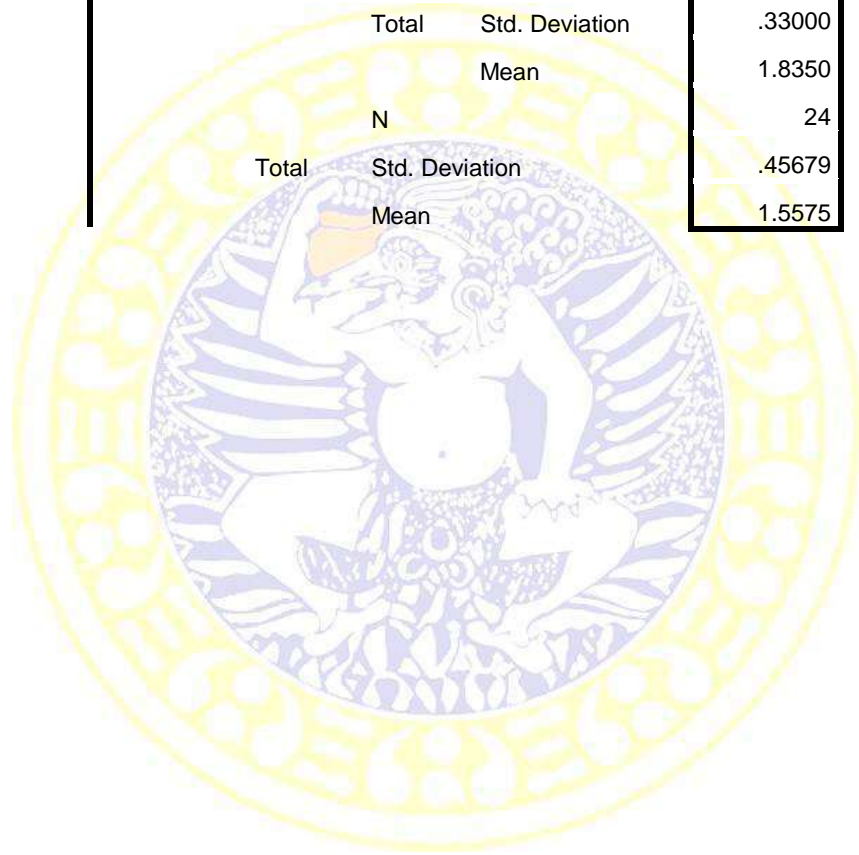 Total Std. Deviation .33000
Mean 1.8350
N 24
Total Std. Deviation .45679
Mean 1.5575